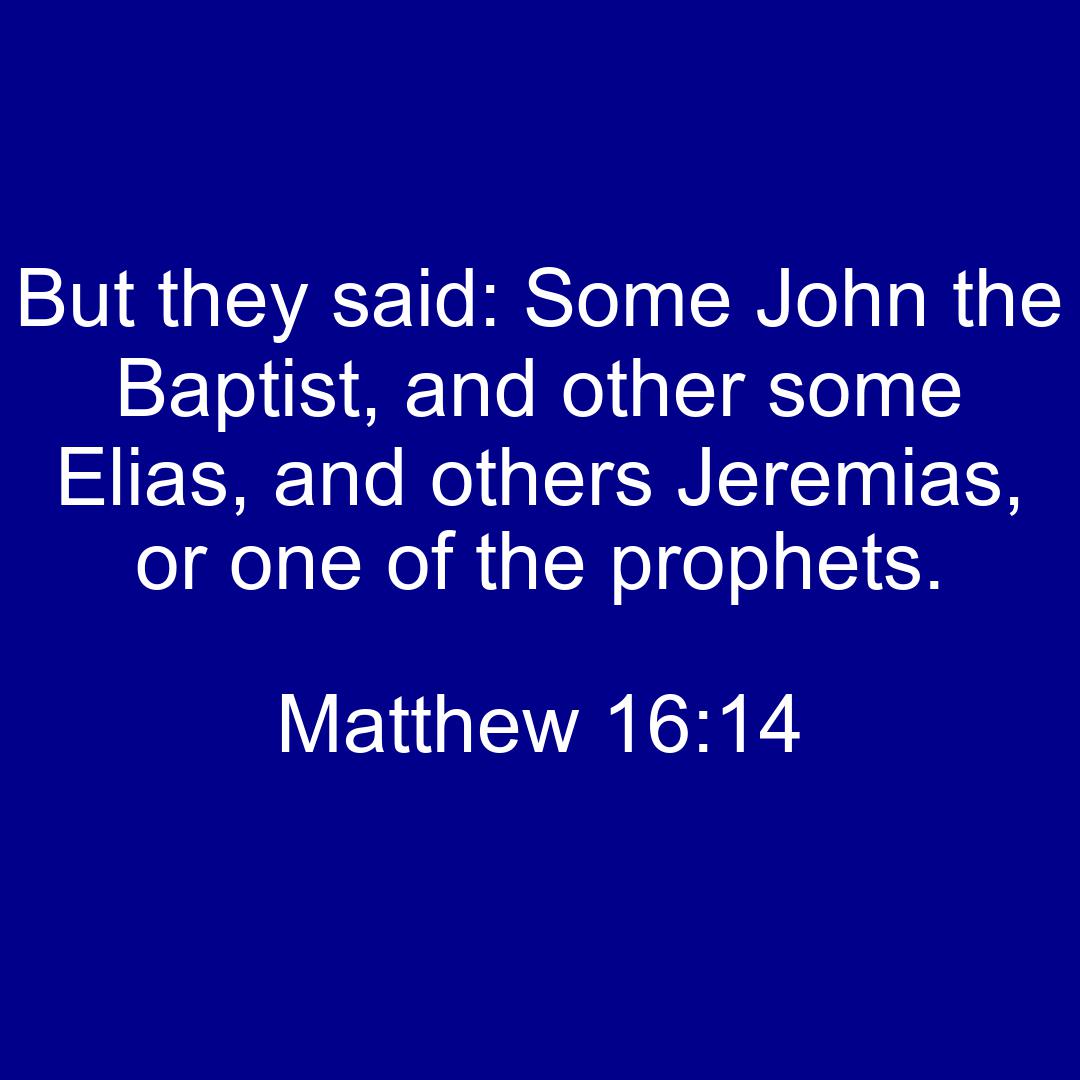 But they said: Some John the
Baptist, and other some
Elias, and others Jeremias,
or one of the prophets.
Matthew 16:14